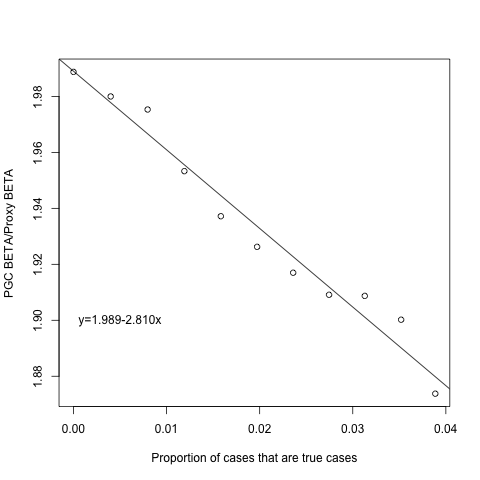 PGC BETA/Proxy BETA
1.98
1.96
1.94
1.92
1.90
1.88
y=1.989-2.810x
0.00 0.01 0.02 0.03 0.04
Proportion of cases that are true cases